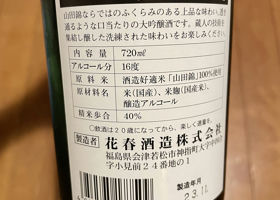 山田錦ならではのふくらみのある上品な味わい、透き
通るような口当たりの大吟醸酒です。蔵人の技術を
集結し醸した洗練された味わいをお楽しみください。
内容量 720ml
アルコール分 16度
原料米 酒造好適米「山田錦」100%使用
原材料名 米(国産)、米麹(国産米)、
醸造アルコール
精米歩合 40%
○飲酒は20歳になってから、楽しく適量を。
製造者 花春酒造株式会社
福島県会津若松市神指町大字中四合
字小見前24番地の1
製造年月
23.11